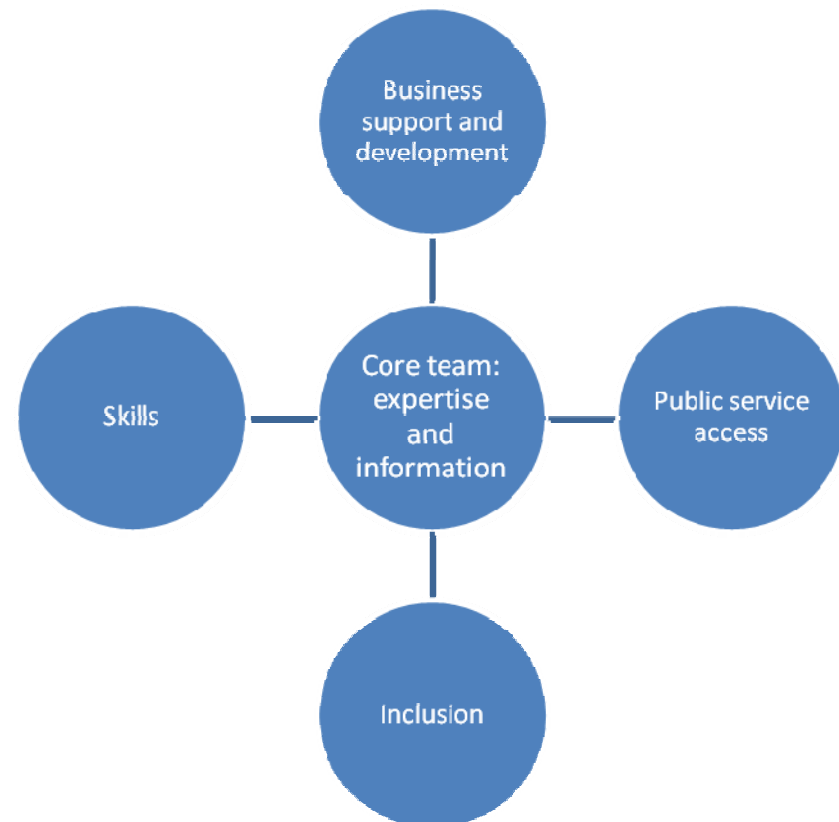 Business
support and
development
Core team:
expertise
and
information
Skills
Public service
access
Inclusion